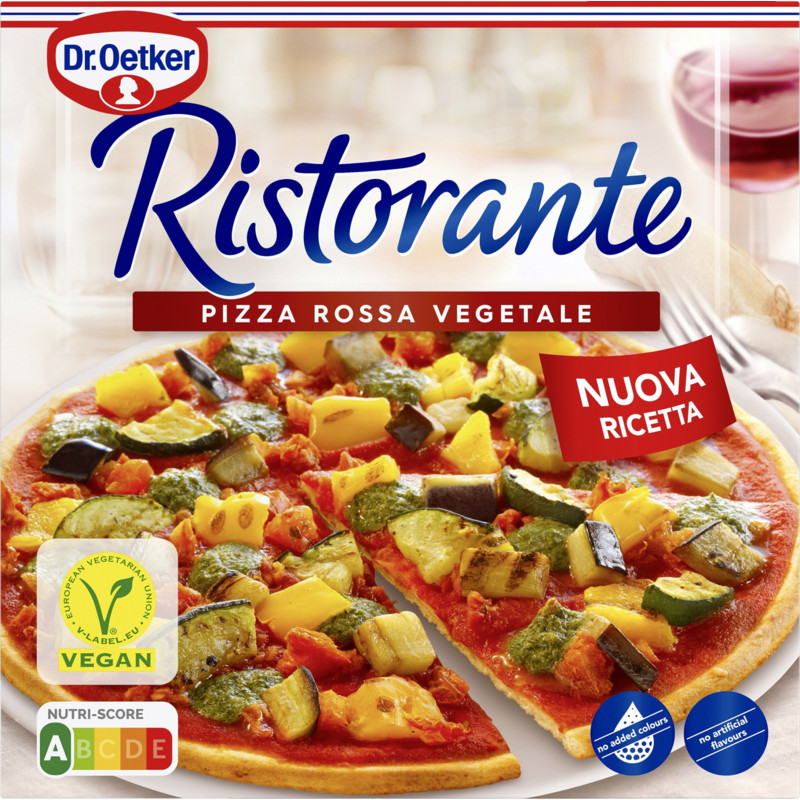 Dr.Oetker
Ristorante
PIZZA ROSSA VEGETALE
NUOVA
RICETTA
EUROPEAN VEGETARIAN UNION
V-LABEL.EU
®
VEGAN
NUTRI-SCORE
A B C D E
no added colours
no artificial
flavours